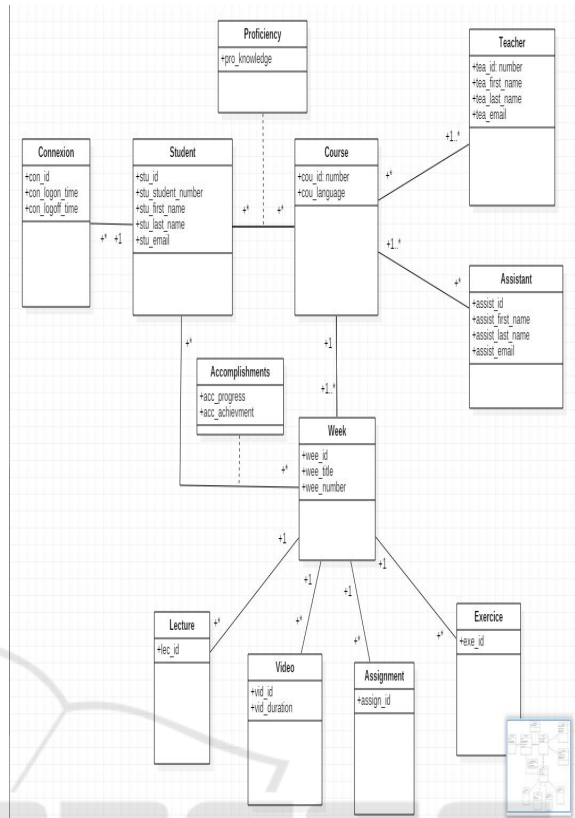 Proficiency
+pro_knowledge
Teacher
+tea_id: number
+tea_first_name
+tea_last_name
+tea_email
+1..*
Connexion
+con_id
+con_logon_time
+con_logoff_time
Student
+stu_id
+stu_student_number
+stu_first_name
+stu_last_name
+stu_email
Course
+cou_id: number
+cou_language
+*
+*
+*
+* +1
+1..*
+*
Assistant
+assist_id
+assist_first_name
+assist_last_name
+assist_email
+*
+1
Accomplishments
+acc_progress
+acc_achievment
+1..*
Week
+wee_id
+wee_title
+wee_number
+*
+1
+1
+1
+1
+*
+*
+*
+*
Lecture
+lec_id
Video
+vid_id
+vid_duration
Assignment
+assign_id
Exercice
+exe_id